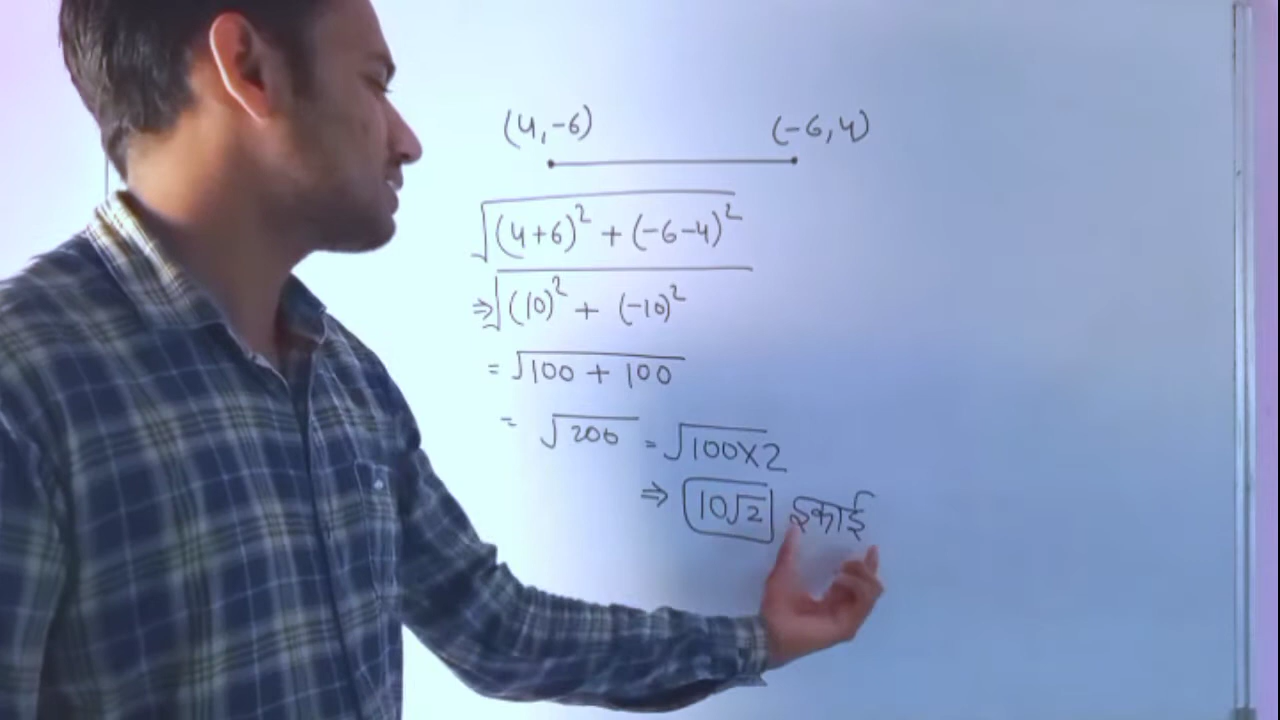 (4,-6) (-6,4)
√(4+6)² + (-6-4)²
⇒√(10)² + (-10)²
= √100 + 100
= √200 = √100×2
⇒ 10√2 इकाई